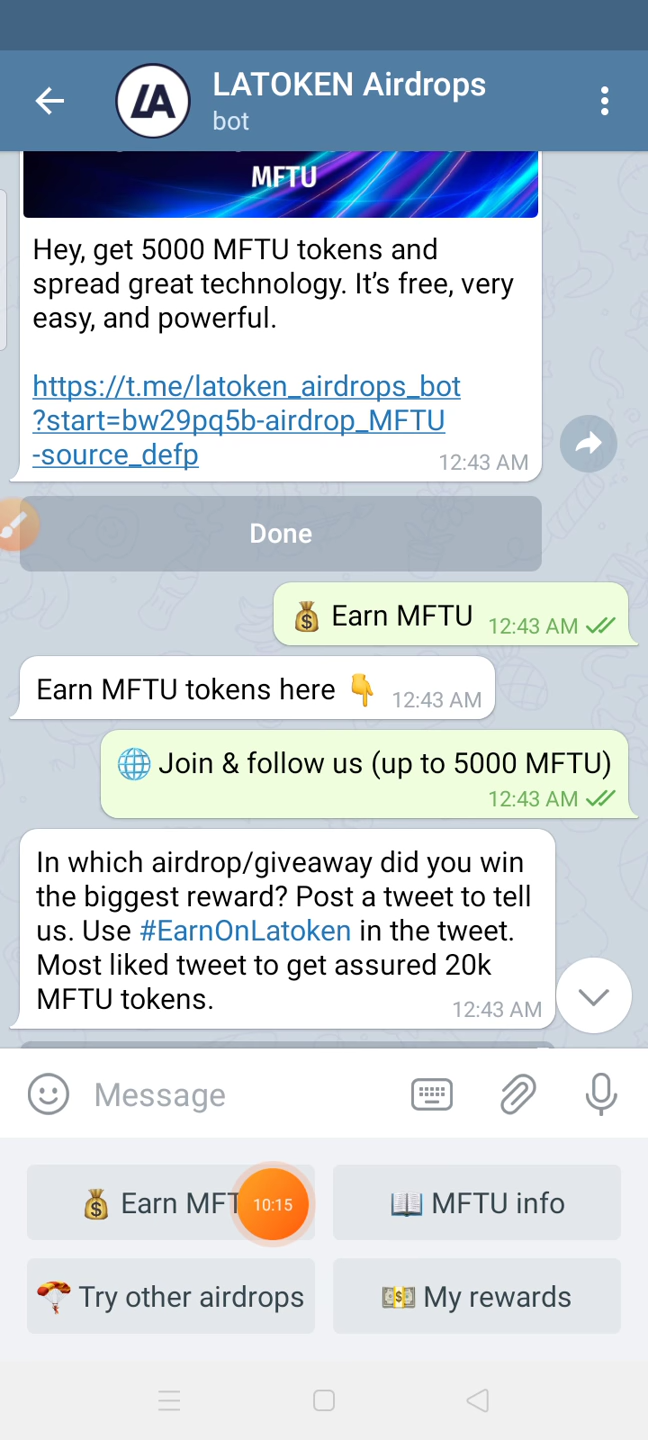 LATOKEN Airdrops
bot
MFTU
Hey, get 5000 MFTU tokens and
spread great technology. It's free, very
easy, and powerful.
https://t.me/latoken_airdrops_bot
?start=bw29pq5b-airdrop_MFTU
-source_defp
12:43 AM
Done
💰 Earn MFTU 12:43 AM
Earn MFTU tokens here 👇 12:43 AM
🌐 Join & follow us (up to 5000 MFTU)
12:43 AM
In which airdrop/giveaway did you win
the biggest reward? Post a tweet to tell
us. Use #EarnOnLatoken in the tweet.
Most liked tweet to get assured 20k
MFTU tokens.
12:43 AM
Message
💰 Earn MFT
10:15
📖 MFTU info
🪂 Try other airdrops
💵 My rewards